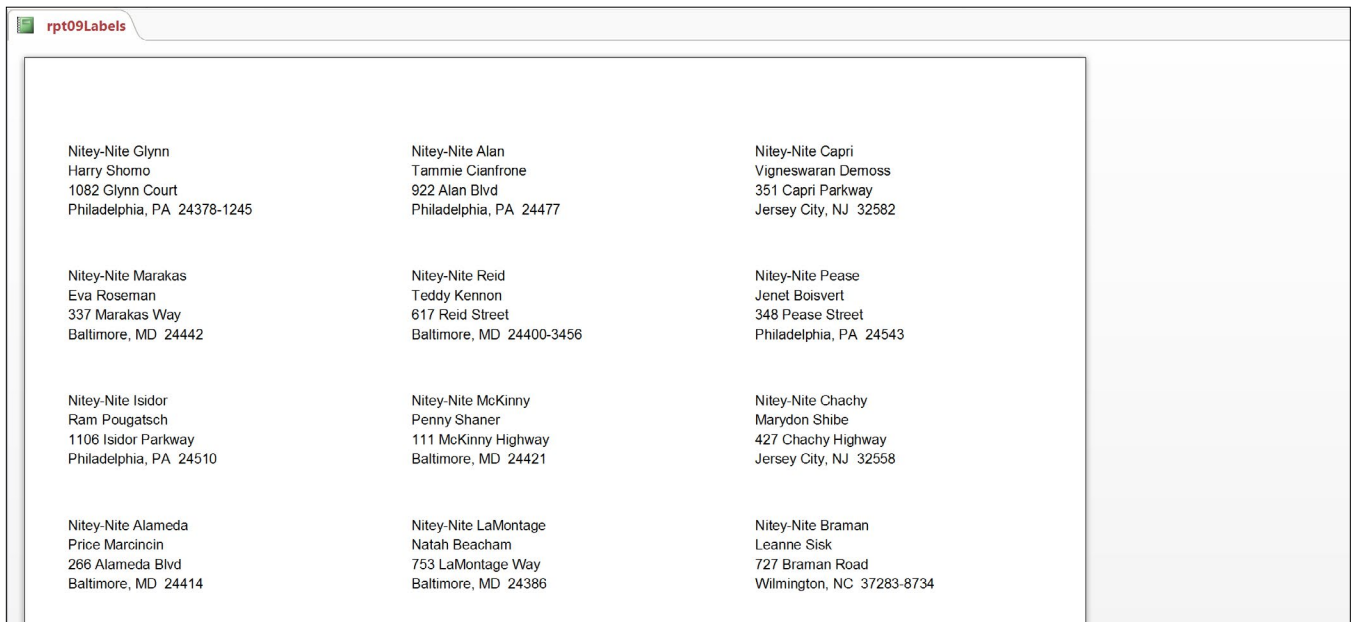 rpt09Labels
Nitey-Nite Glynn
Harry Shomo
1082 Glynn Court
Philadelphia, PA  24378-1245
Nitey-Nite Alan
Tammie Cianfrone
922 Alan Blvd
Philadelphia, PA  24477
Nitey-Nite Capri
Vigneswaran Demoss
351 Capri Parkway
Jersey City, NJ  32582
Nitey-Nite Marakas
Eva Roseman
337 Marakas Way
Baltimore, MD  24442
Nitey-Nite Reid
Teddy Kennon
617 Reid Street
Baltimore, MD  24400-3456
Nitey-Nite Pease
Jenet Boisvert
348 Pease Street
Philadelphia, PA  24543
Nitey-Nite Isidor
Ram Pougatsch
1106 Isidor Parkway
Philadelphia, PA  24510
Nitey-Nite McKinny
Penny Shaner
111 McKinny Highway
Baltimore, MD  24421
Nitey-Nite Chachy
Marydon Shibe
427 Chachy Highway
Jersey City, NJ  32558
Nitey-Nite Alameda
Price Marcincin
266 Alameda Blvd
Baltimore, MD  24414
Nitey-Nite LaMontage
Natah Beacham
753 LaMontage Way
Baltimore, MD  24386
Nitey-Nite Braman
Leanne Sisk
727 Braman Road
Wilmington, NC  37283-8734